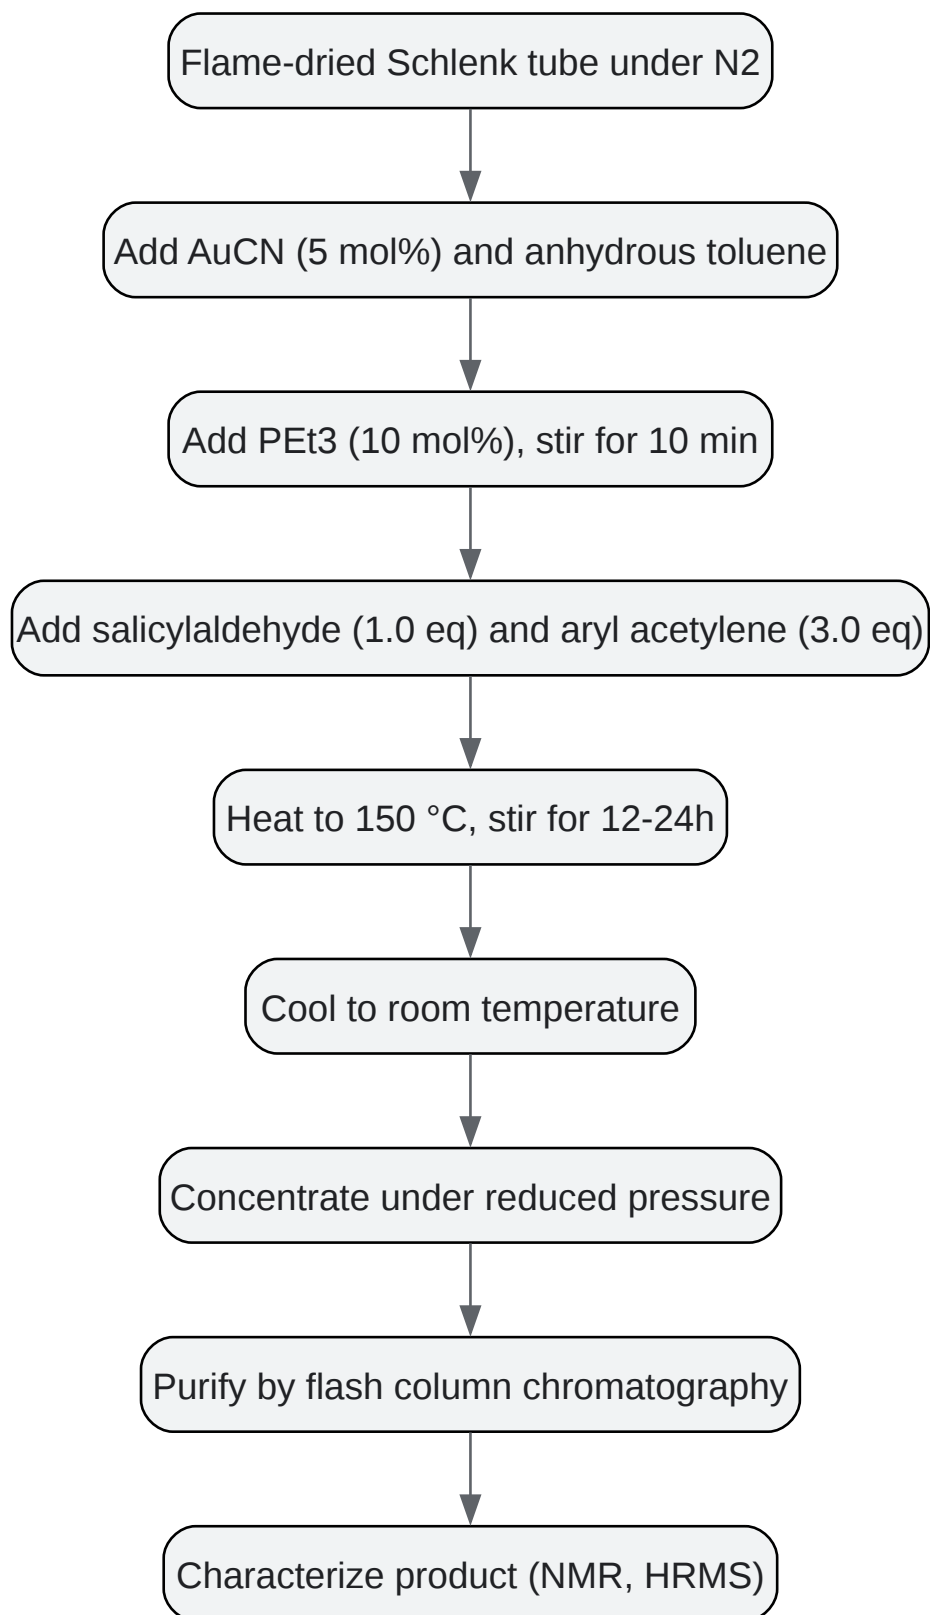 Flame-dried Schlenk tube under N2
Add AuCN (5 mol%) and anhydrous toluene
Add PEt3 (10 mol%), stir for 10 min
Add salicylaldehyde (1.0 eq) and aryl acetylene (3.0 eq)
Heat to 150 °C, stir for 12-24h
Cool to room temperature
Concentrate under reduced pressure
Purify by flash column chromatography
Characterize product (NMR, HRMS)